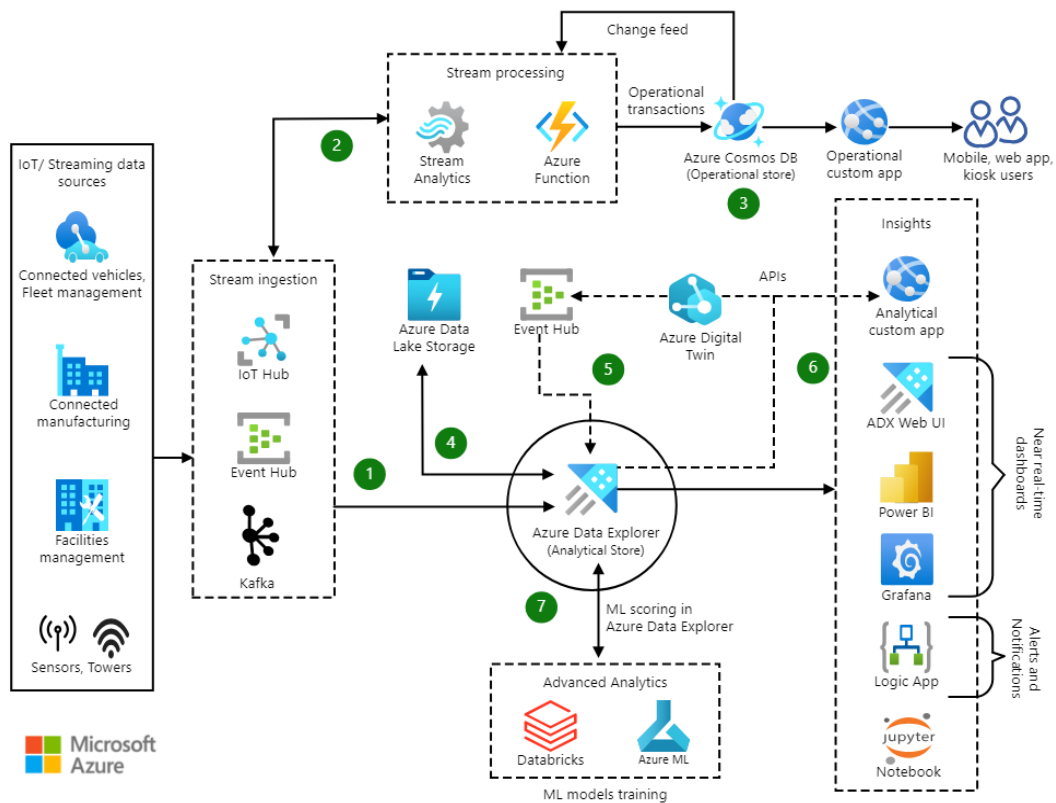 Change feed
Stream processing
Stream
Analytics
Azure
Function
Operational
transactions
Azure Cosmos DB
(Operational store)
Operational
custom app
Mobile, web app,
kiosk users
2
3
IoT/ Streaming data
sources
Connected vehicles,
Fleet management
Connected
manufacturing
Facilities
management
Sensors, Towers
Stream ingestion
IoT Hub
Event Hub
Kafka
1
Azure Data
Lake Storage
4
Event Hub
5
Azure Digital
Twin
APIs
6
Azure Data Explorer
(Analytical Store)
7
ML scoring in
Azure Data Explorer
Advanced Analytics
Databricks
Azure ML
ML models training
Insights
Analytical
custom app
ADX Web UI
Power BI
Grafana
Near real-time
dashboards
Logic App
Alerts and
Notifications
jupyter
Notebook
Microsoft
Azure